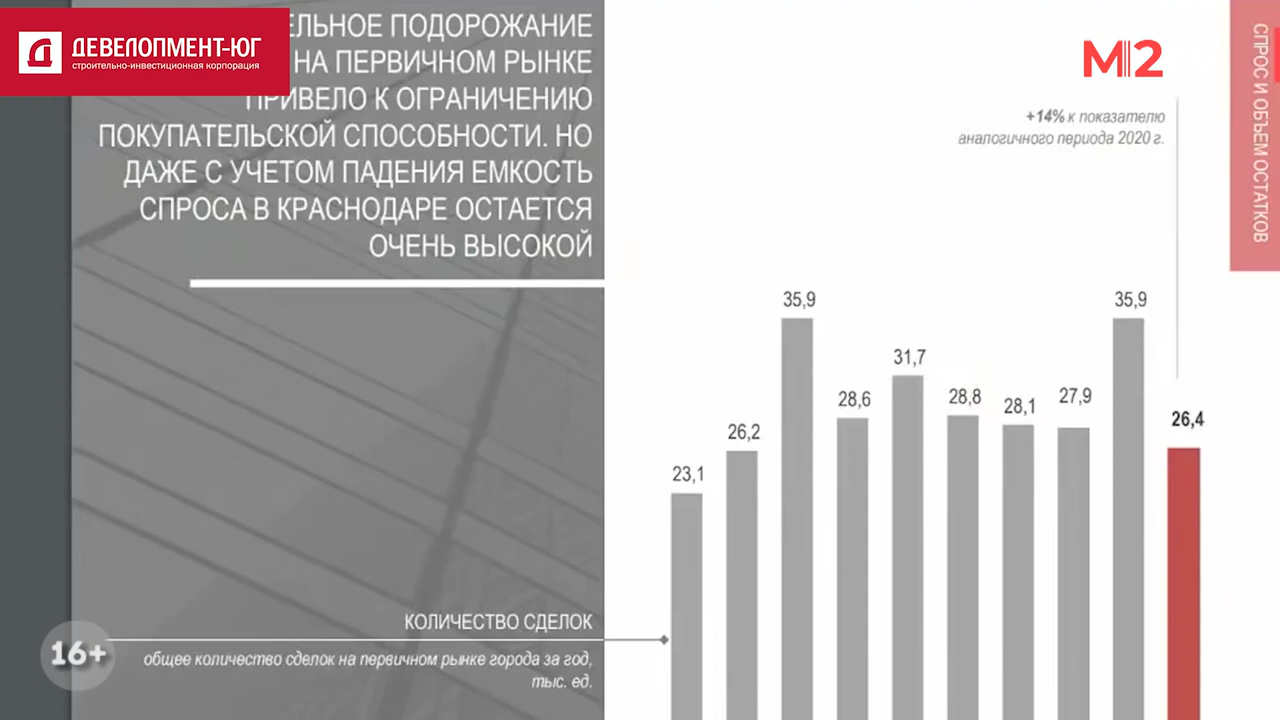 ДЕВЕЛОПМЕНТ-ЮГ
строительно-инвестиционная корпорация
ПОДОРОЖАНИЕ
НА ПЕРВИЧНОМ РЫНКЕ
ПРИВЕЛО К ОГРАНИЧЕНИЮ
ПОКУПАТЕЛЬСКОЙ СПОСОБНОСТИ. НО
ДАЖЕ С УЧЕТОМ ПАДЕНИЯ ЕМКОСТЬ
СПРОСА В КРАСНОДАРЕ ОСТАЕТСЯ
ОЧЕНЬ ВЫСОКОЙ
М2
СПРОС И ОБЪЕМ ОСТАТКОВ
+14% к показателю
аналогичного периода 2020 г.
23,1
26,2
35,9
28,6
31,7
28,8
28,1
27,9
35,9
26,4
КОЛИЧЕСТВО СДЕЛОК
общее количество сделок на первичном рынке города за год,
тыс. ед.
16+